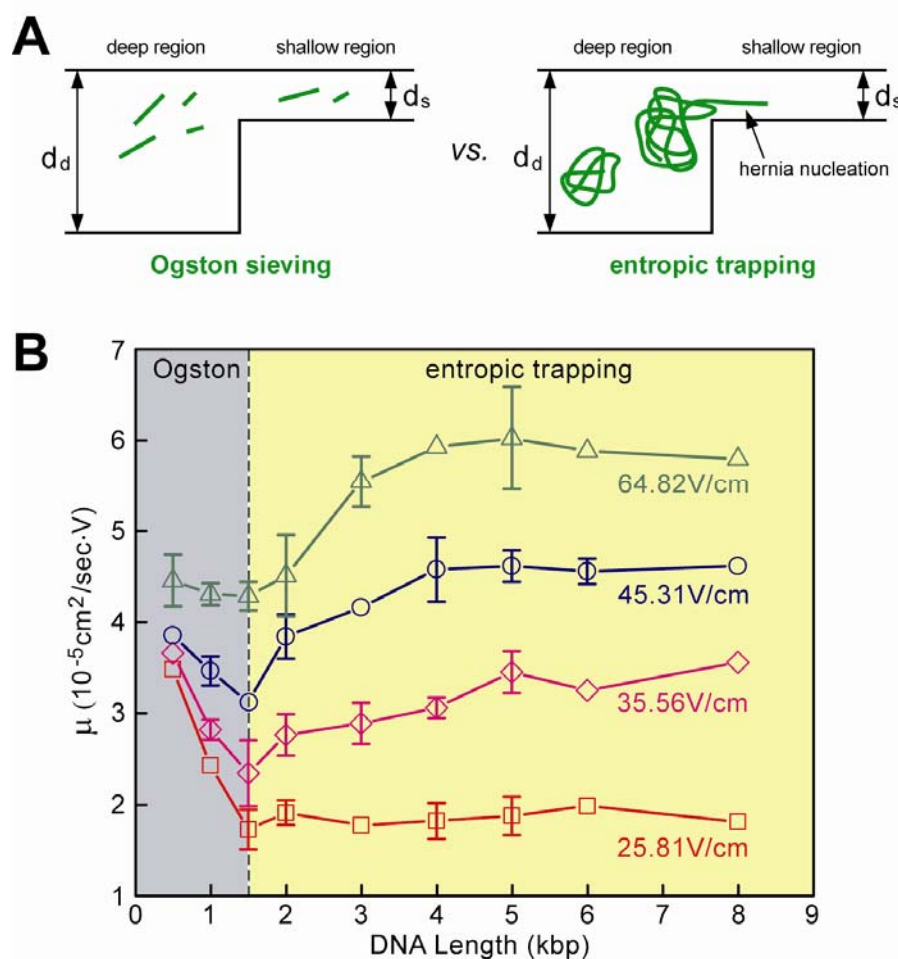 A
deep region
shallow region
d_d
d_s
Ogston sieving
vs.
deep region
shallow region
d_d
d_s
hernia nucleation
entropic trapping
B
Ogston
entropic trapping
64.82V/cm
45.31V/cm
35.56V/cm
25.81V/cm
7
6
5
4
3
2
1
μ (10⁻⁵cm²/sec·V)
0 1 2 3 4 5 6 7 8 9
DNA Length (kbp)